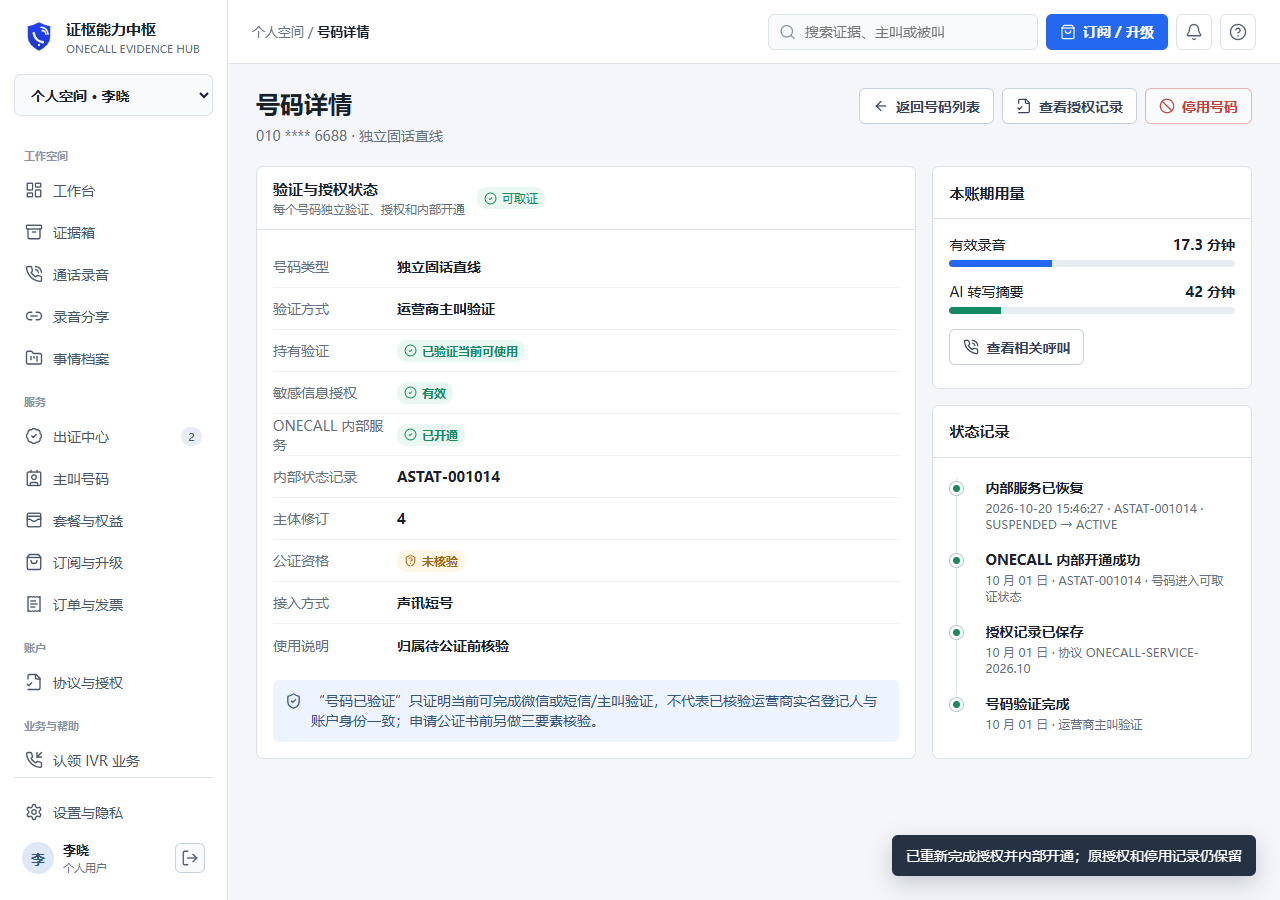 证枢能力中枢
ONECALL EVIDENCE HUB
个人空间 • 李晓
工作空间
工作台
证据箱
通话录音
录音分享
事情档案
服务
出证中心
2
主叫号码
套餐与权益
订阅与升级
订单与发票
账户
协议与授权
业务与帮助
认领 IVR 业务
设置与隐私
李
李晓
个人用户
个人空间 / 号码详情
搜索证据、主叫或被叫
订阅 / 升级
号码详情
010 **** 6688 · 独立固话直线
返回号码列表
查看授权记录
停用号码
验证与授权状态
每个号码独立验证、授权和内部开通
可取证
号码类型
独立固话直线
验证方式
运营商主叫验证
持有验证
已验证当前可使用
敏感信息授权
有效
ONECALL 内部服
务
已开通
内部状态记录
ASTAT-001014
主体修订
4
公证资格
未核验
接入方式
声讯短号
使用说明
归属待公证前核验
“号码已验证”只证明当前可完成微信或短信/主叫验证，不代表已核验运营商实名登记人与
账户身份一致；申请公证书前另做三要素核验。
本账期用量
有效录音
17.3 分钟
AI 转写摘要
42 分钟
查看相关呼叫
状态记录
内部服务已恢复
2026-10-20 15:46:27 · ASTAT-001014 ·
SUSPENDED → ACTIVE
ONECALL 内部开通成功
10 月 01 日 · ASTAT-001014 · 号码进入可取
证状态
授权记录已保存
10 月 01 日 · 协议 ONECALL-SERVICE-
2026.10
号码验证完成
10 月 01 日 · 运营商主叫验证
已重新完成授权并内部开通；原授权和停用记录仍保留